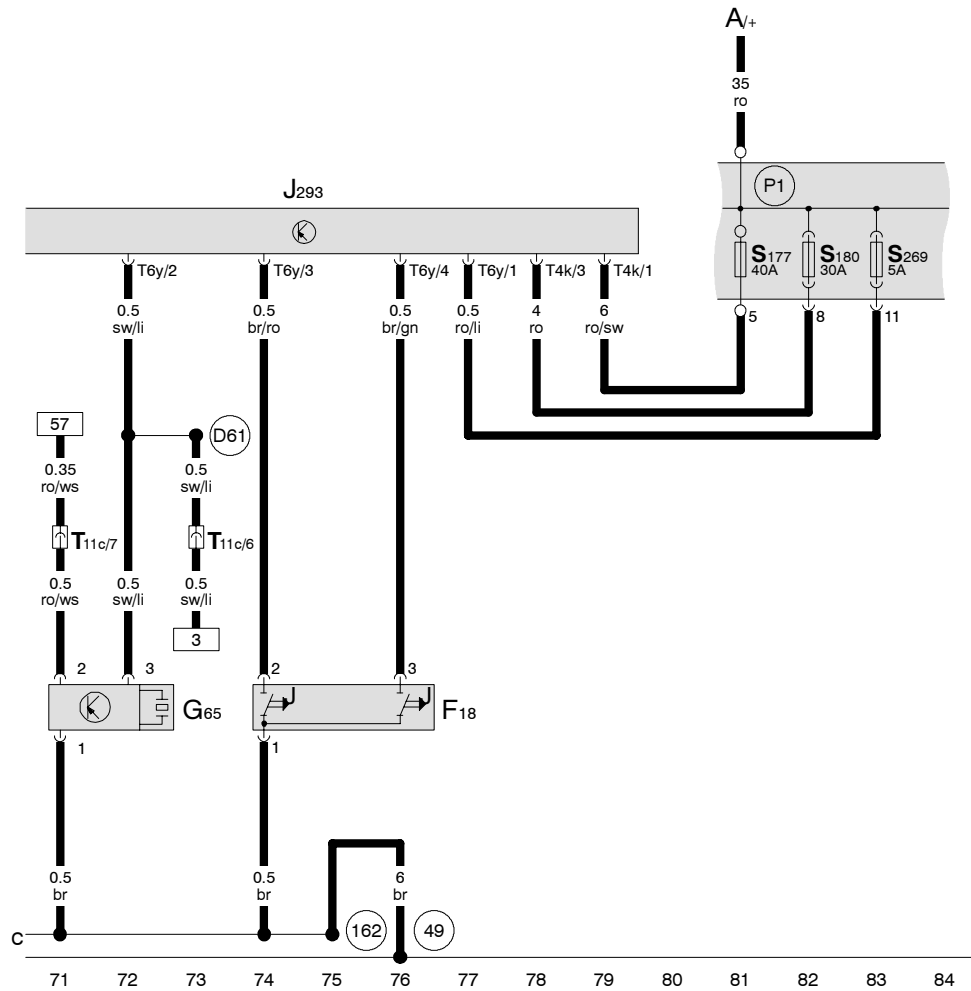 A/+
35
ro
P1
J293
S177
40A
S180
30A
S269
5A
T6y/2
T6y/3
T6y/4
T6y/1
T4k/3
T4k/1
5
8
11
0.5
sw/li
0.5
br/ro
0.5
br/gn
0.5
ro/li
4
ro
6
ro/sw
57
D61
0.35
ro/ws
0.5
sw/li
T11c/7
T11c/6
0.5
ro/ws
0.5
sw/li
0.5
sw/li
3
2
3
2
3
G65
F18
1
1
0.5
br
0.5
br
6
br
c
162
49
71 72 73 74 75 76 77 78 79 80 81 82 83 84